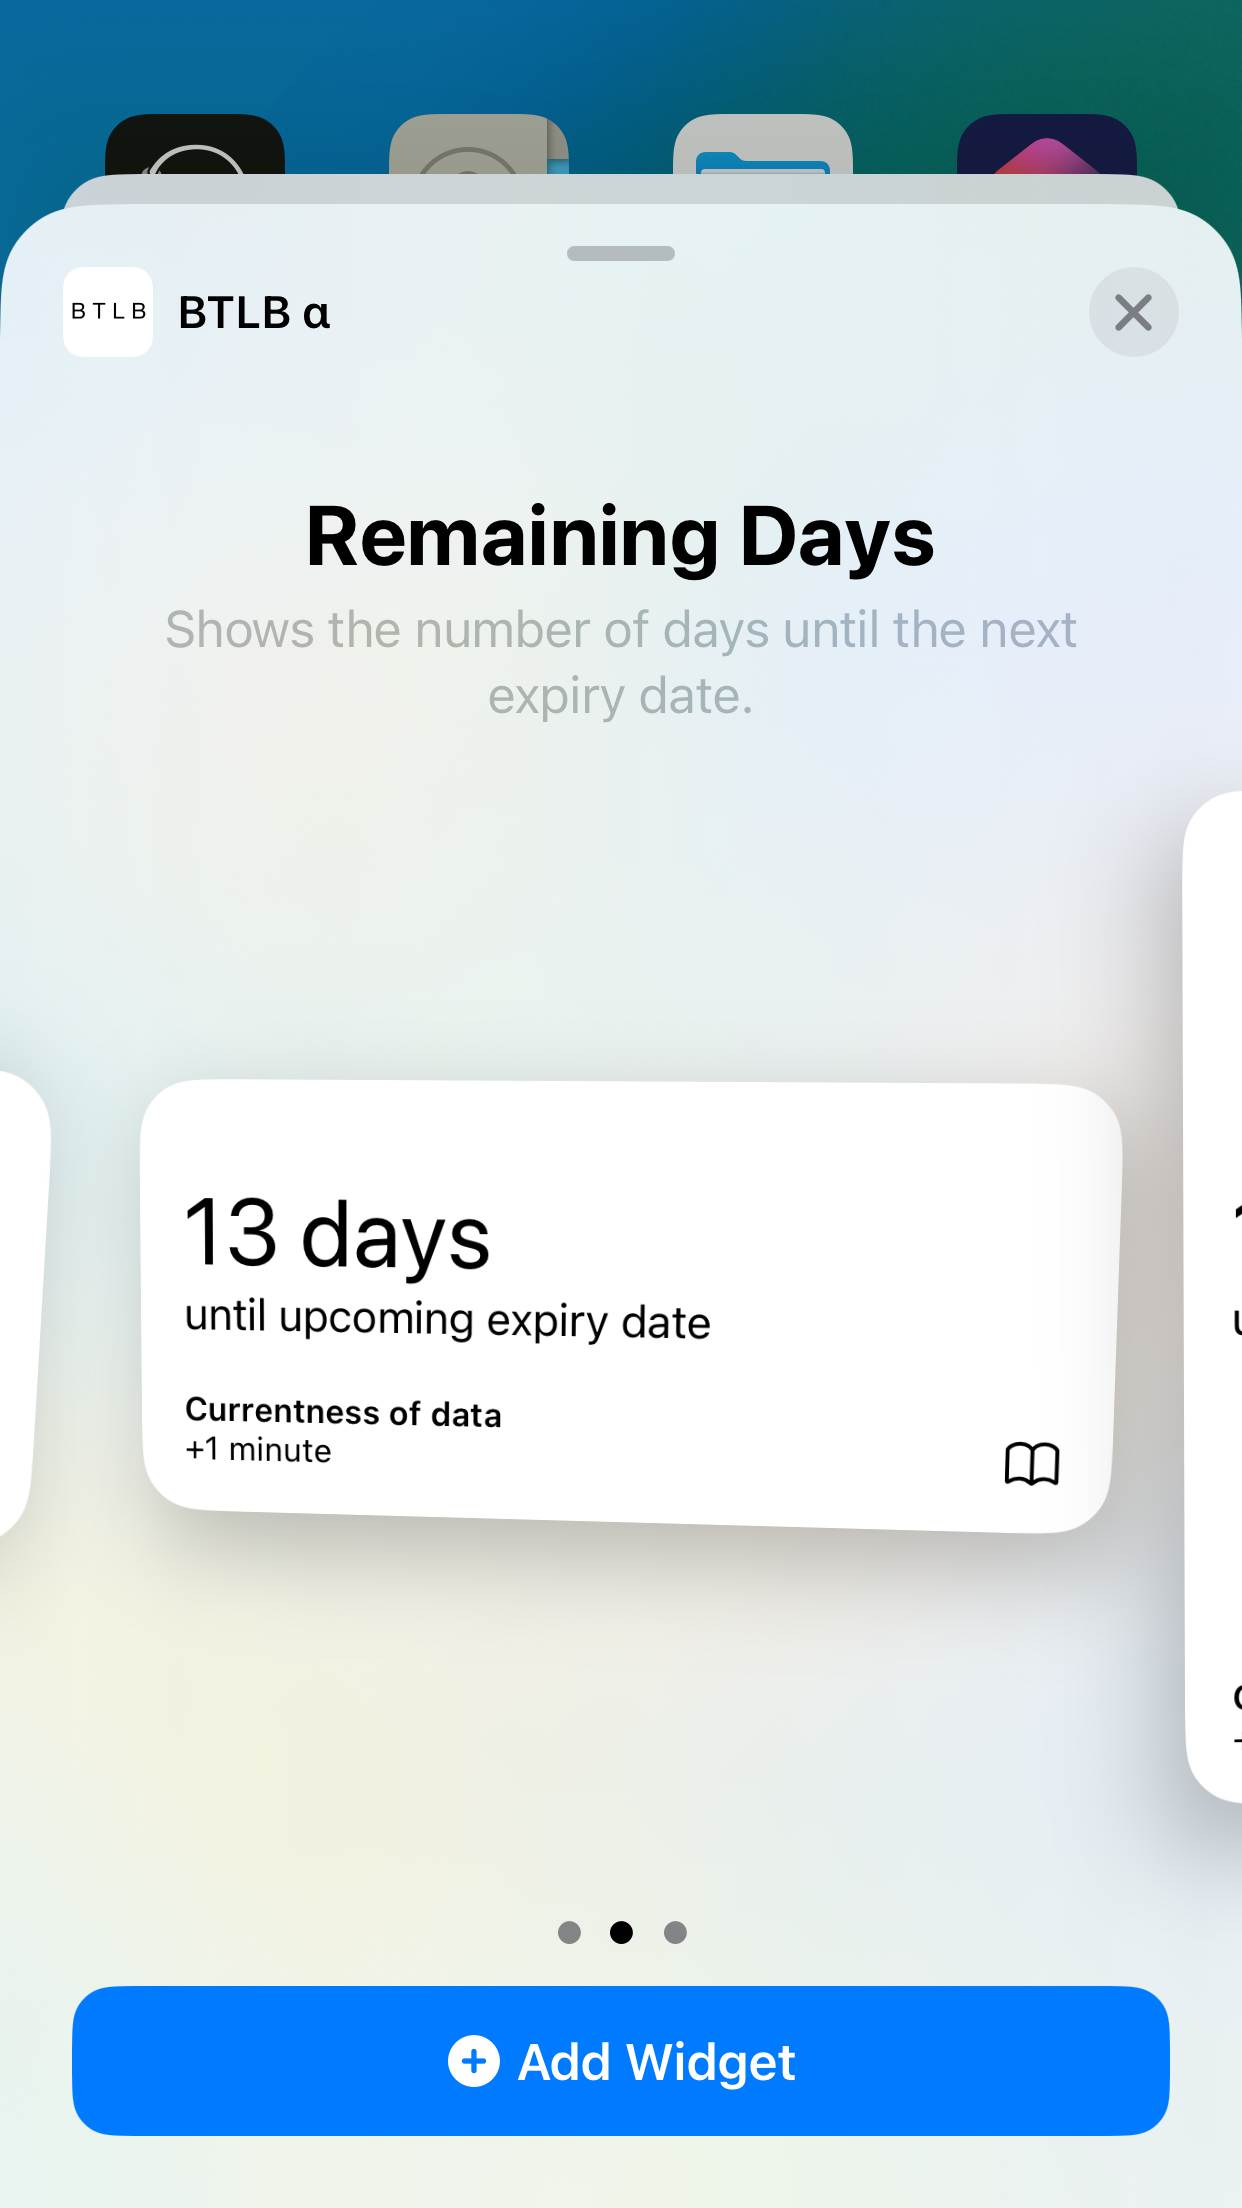 BTLB
BTLB α
Remaining Days
Shows the number of days until the next
expiry date.
13 days
until upcoming expiry date
Currentness of data
+1 minute
Add Widget